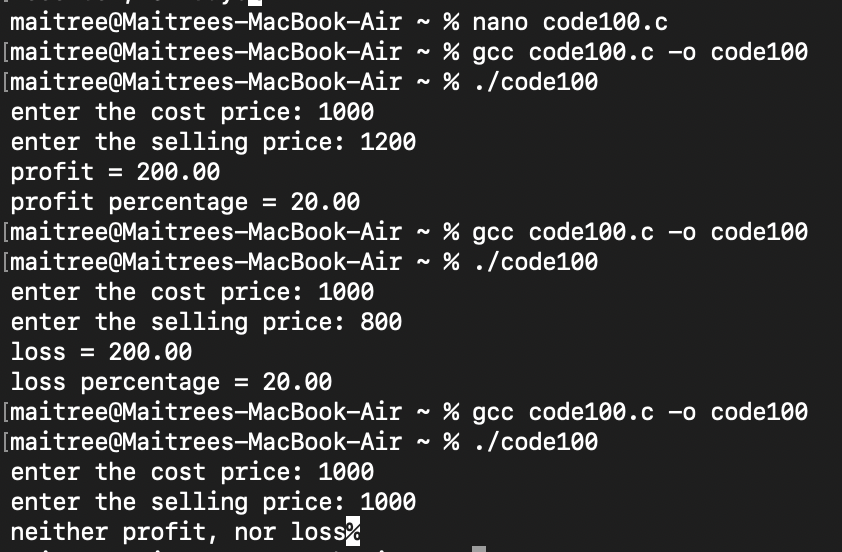 maitree@Maitrees-MacBook-Air ~ % nano code100.c
[maitree@Maitrees-MacBook-Air ~ % gcc code100.c -o code100
[maitree@Maitrees-MacBook-Air ~ % ./code100
enter the cost price: 1000
enter the selling price: 1200
profit = 200.00
profit percentage = 20.00
[maitree@Maitrees-MacBook-Air ~ % gcc code100.c -o code100
[maitree@Maitrees-MacBook-Air ~ % ./code100
enter the cost price: 1000
enter the selling price: 800
loss = 200.00
loss percentage = 20.00
[maitree@Maitrees-MacBook-Air ~ % gcc code100.c -o code100
[maitree@Maitrees-MacBook-Air ~ % ./code100
enter the cost price: 1000
enter the selling price: 1000
neither profit, nor loss%